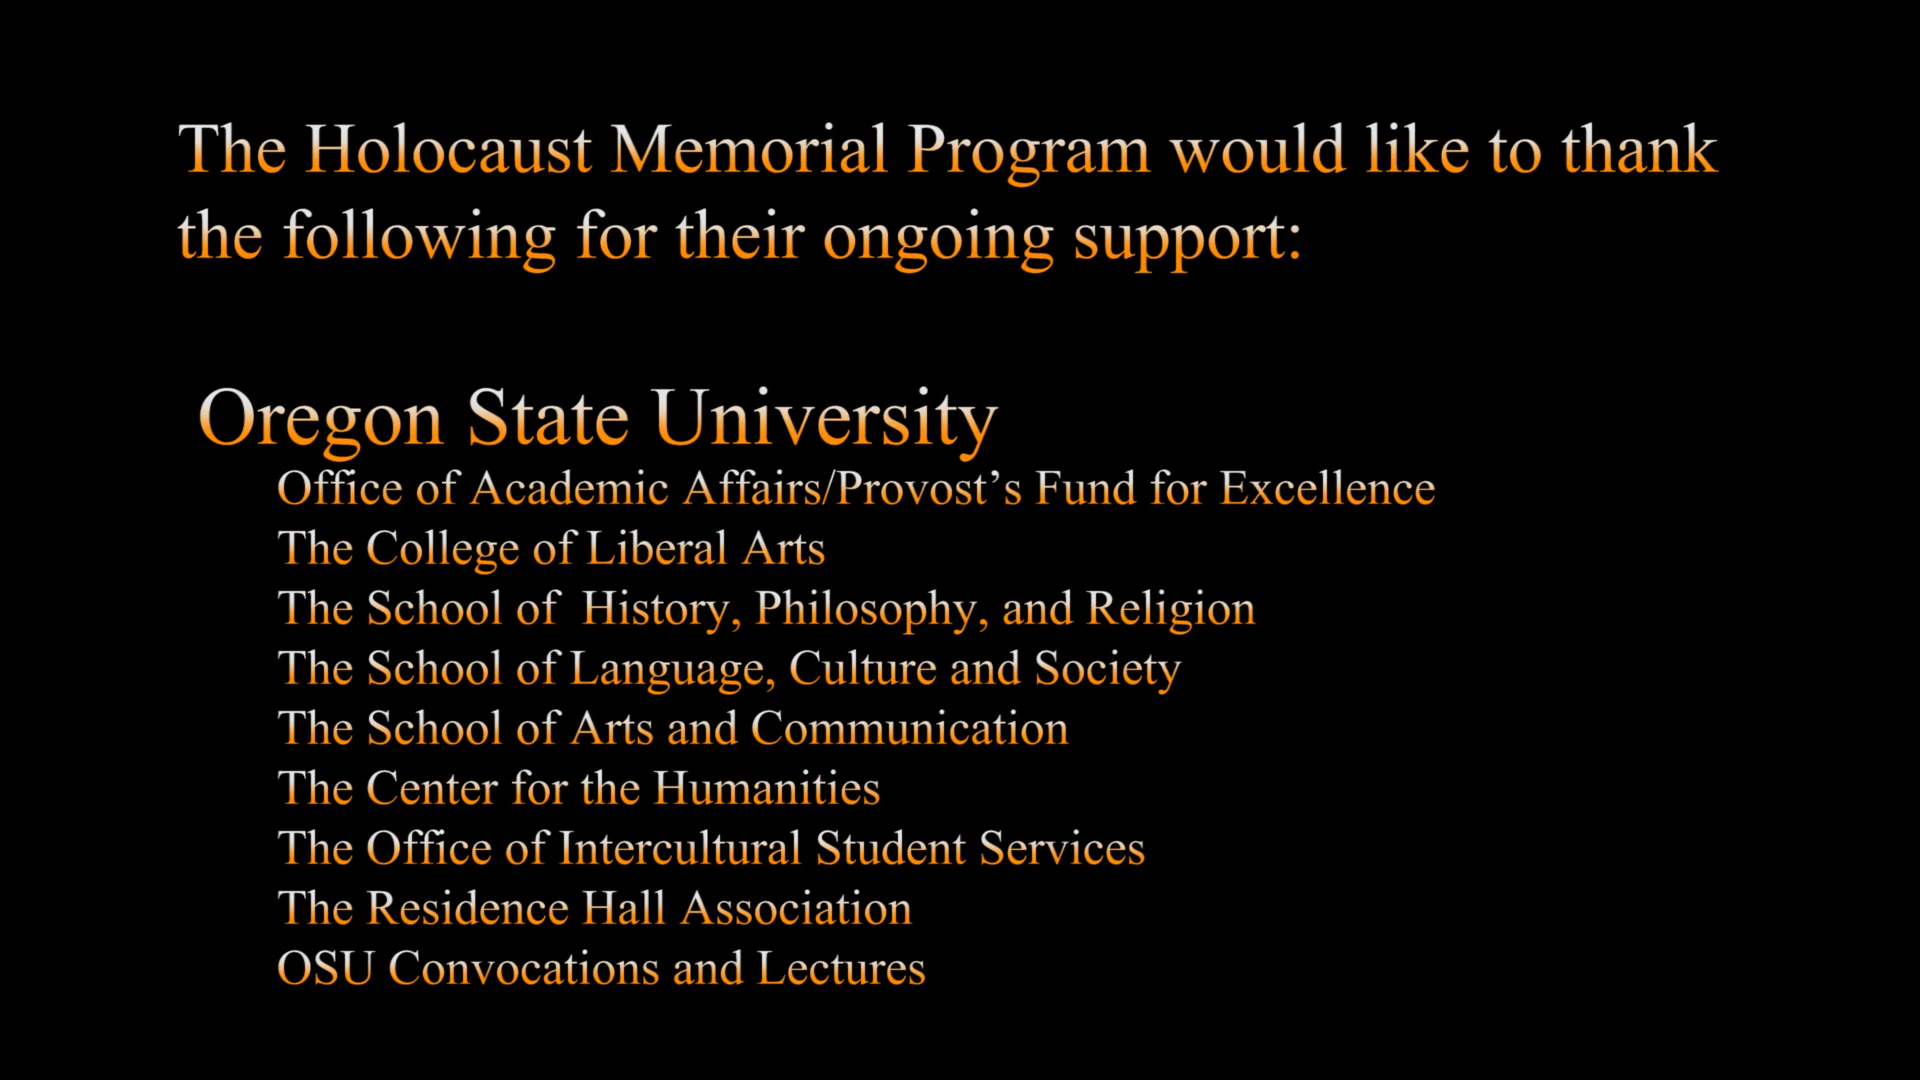 The Holocaust Memorial Program would like to thank
the following for their ongoing support:
Oregon State University
Office of Academic Affairs/Provost’s Fund for Excellence
The College of Liberal Arts
The School of  History, Philosophy, and Religion
The School of Language, Culture and Society
The School of Arts and Communication
The Center for the Humanities
The Office of Intercultural Student Services
The Residence Hall Association
OSU Convocations and Lectures